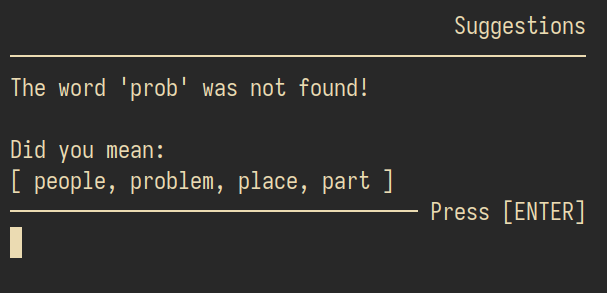 Suggestions
The word 'prob' was not found!
Did you mean:
[ people, problem, place, part ]
Press [ENTER]